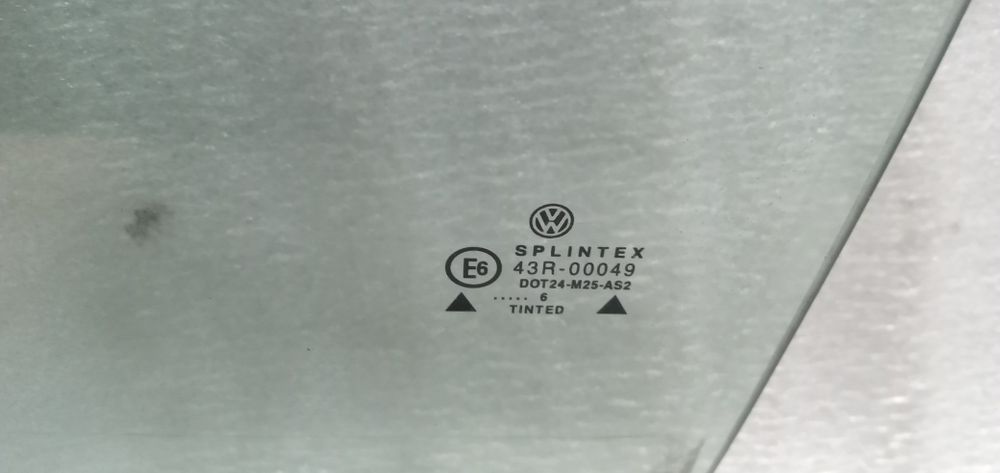 SPLINTEX
E6 43R-00049
DOT24-M25-AS2
..... 6
TINTED